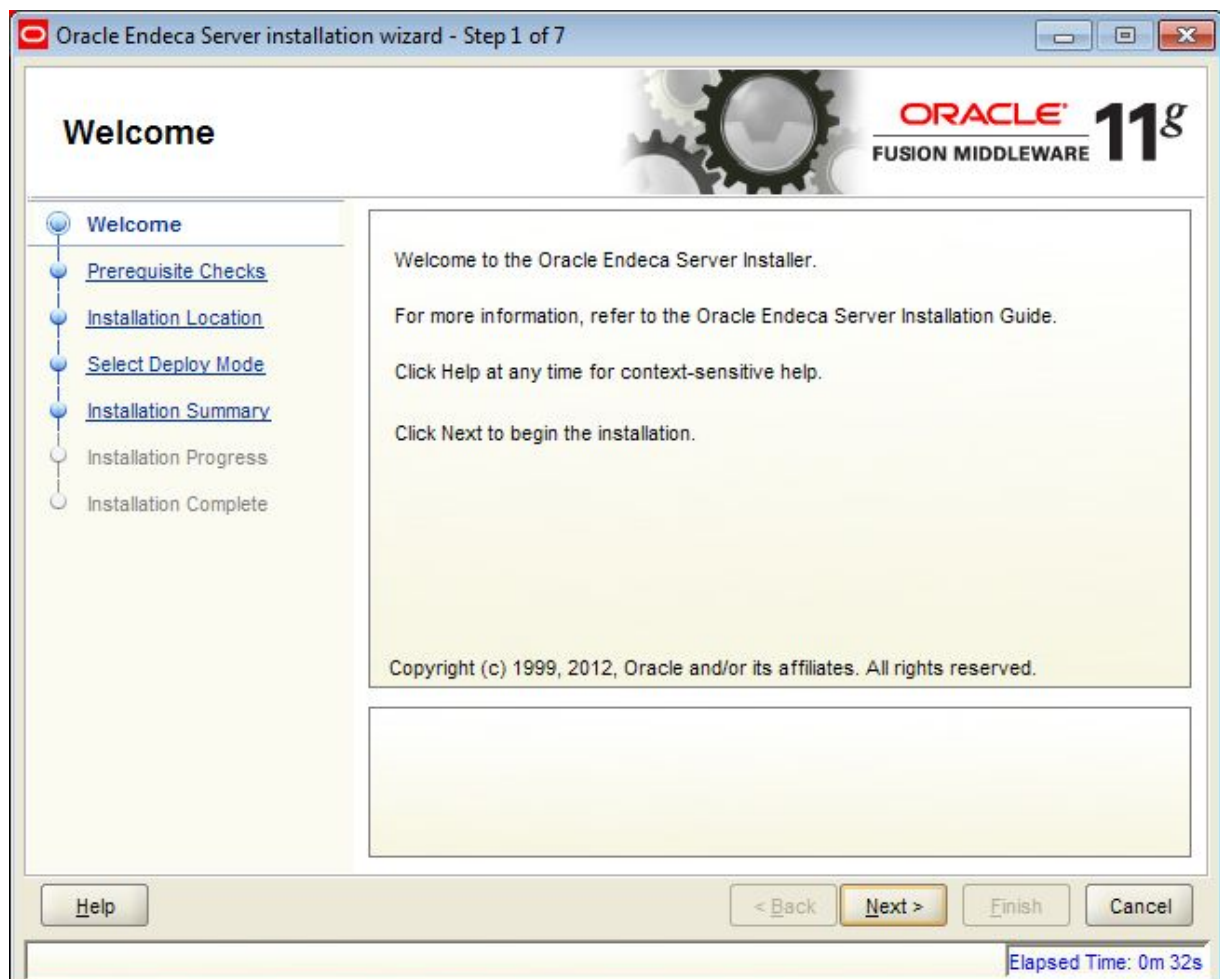 Oracle Endeca Server installation wizard - Step 1 of 7
Welcome
ORACLE
FUSION MIDDLEWARE
11g
Welcome
Prerequisite Checks
Installation Location
Select Deploy Mode
Installation Summary
Installation Progress
Installation Complete
Welcome to the Oracle Endeca Server Installer.
For more information, refer to the Oracle Endeca Server Installation Guide.
Click Help at any time for context-sensitive help.
Click Next to begin the installation.
Copyright (c) 1999, 2012, Oracle and/or its affiliates. All rights reserved.
Help
< Back
Next >
Finish
Cancel
Elapsed Time: 0m 32s